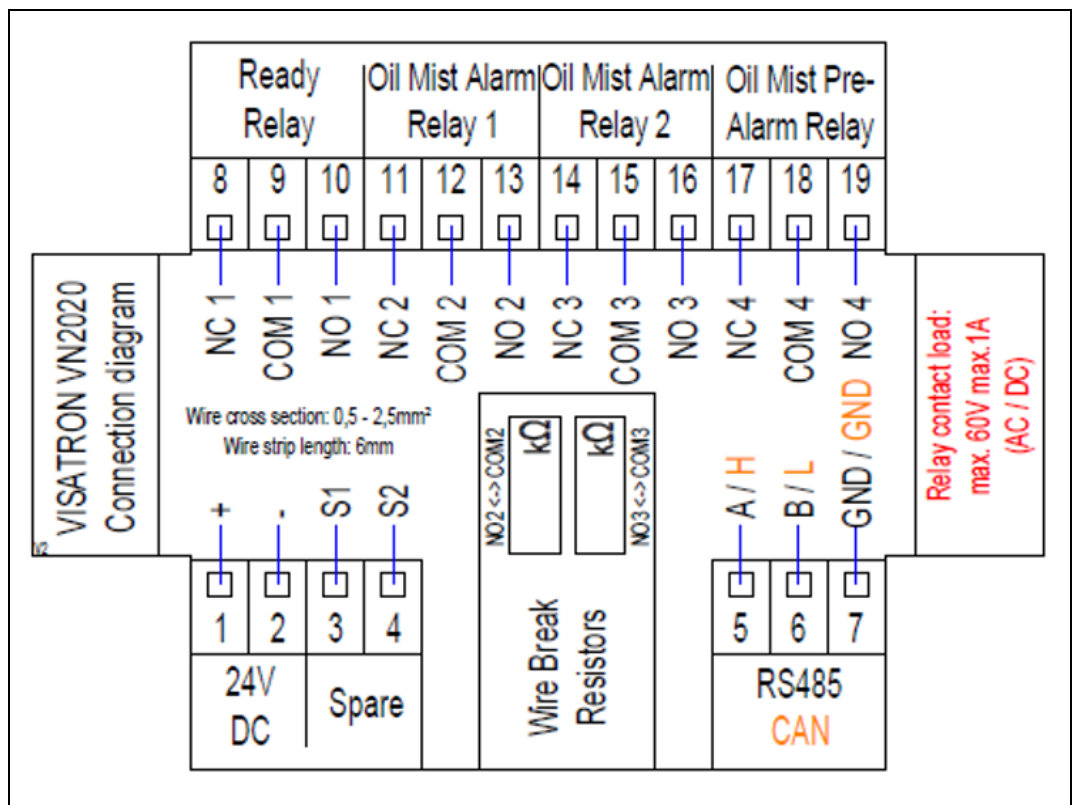 Ready
Relay
Oil Mist Alarm
Relay 1
Oil Mist Alarm
Relay 2
Oil Mist Pre-
Alarm Relay
8 9 10 11 12 13 14 15 16 17 18 19
NC 1 COM 1 NO 1 NC 2 COM 2 NO 2 NC 3 COM 3 NO 3 NC 4 COM 4 NO 4
VISATRON VN2020
Connection diagram
V2
Wire cross section: 0,5 - 2,5mm²
Wire strip length: 6mm
NO2 <-> COM2
kΩ
kΩ
NO3 <-> COM3
Wire Break
Resistors
Relay contact load:
max. 60V max.1A
(AC / DC)
+ - S1 S2
A / H B / L GND / GND
1 2 3 4
5 6 7
24V
DC
Spare
RS485
CAN